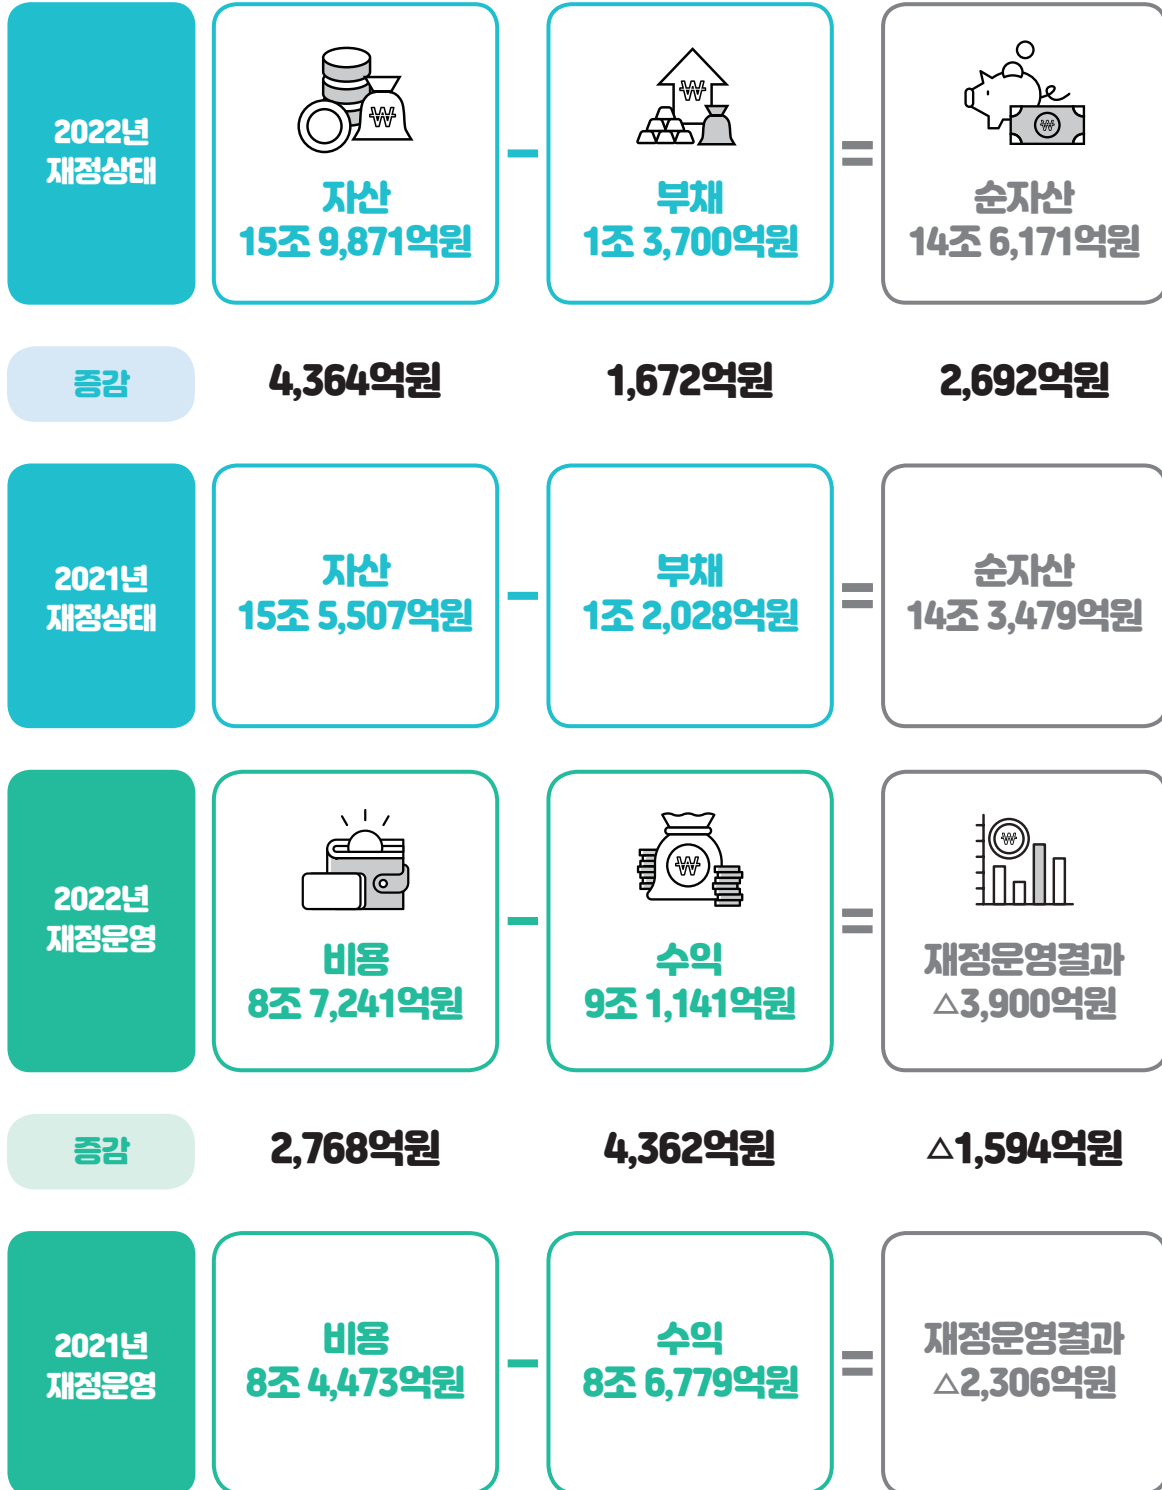 2022년
재정상태
자산
15조 9,871억원
−
부채
1조 3,700억원
=
순자산
14조 6,171억원
증감
4,364억원
1,672억원
2,692억원
2021년
재정상태
자산
15조 5,507억원
−
부채
1조 2,028억원
=
순자산
14조 3,479억원
2022년
재정운영
비용
8조 7,241억원
−
수익
9조 1,141억원
=
재정운영결과
△3,900억원
증감
2,768억원
4,362억원
△1,594억원
2021년
재정운영
비용
8조 4,473억원
−
수익
8조 6,779억원
=
재정운영결과
△2,306억원